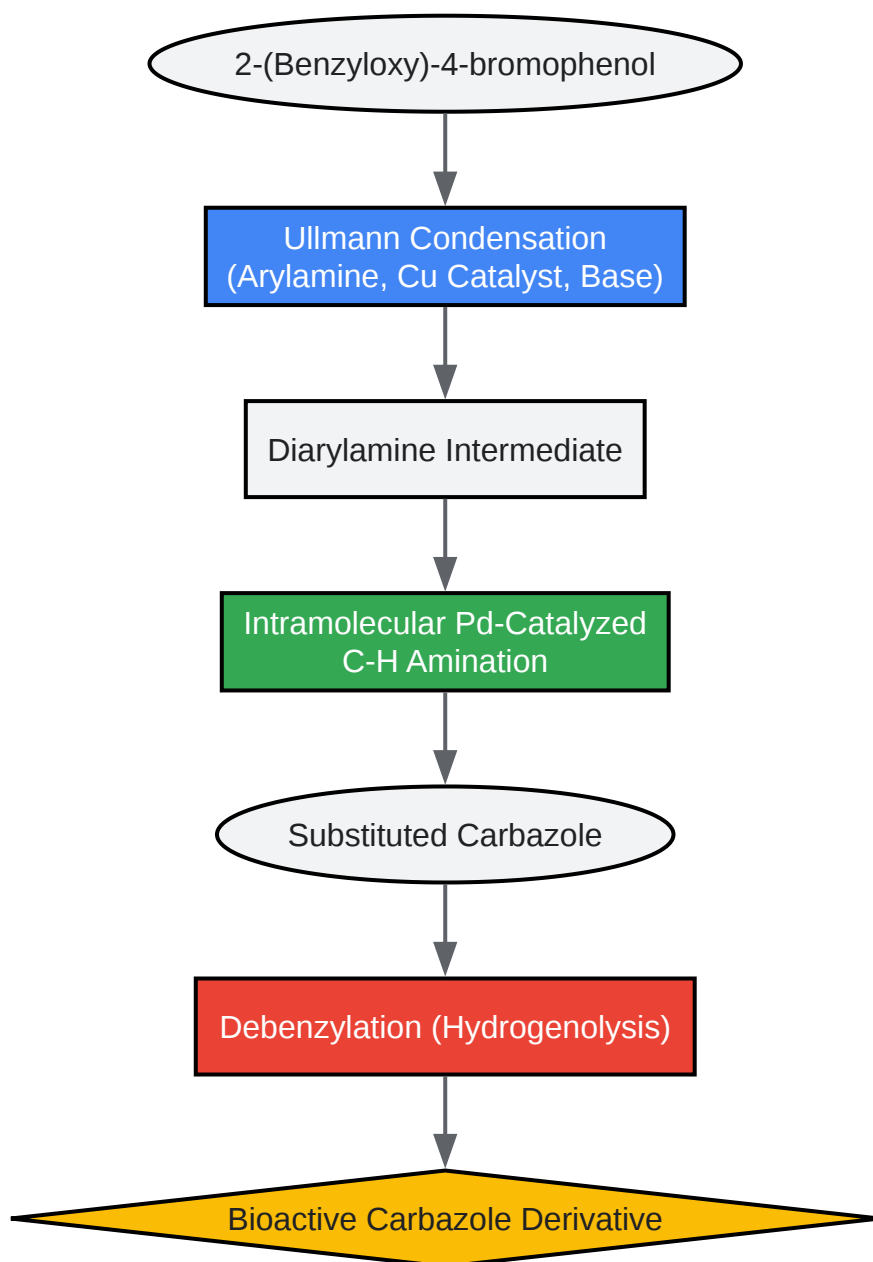 2-(Benzyloxy)-4-bromophenol
Ullmann Condensation
(Arylamine, Cu Catalyst, Base)
Diarylamine Intermediate
Intramolecular Pd-Catalyzed
C-H Amination
Substituted Carbazole
Debenzylation (Hydrogenolysis)
Bioactive Carbazole Derivative